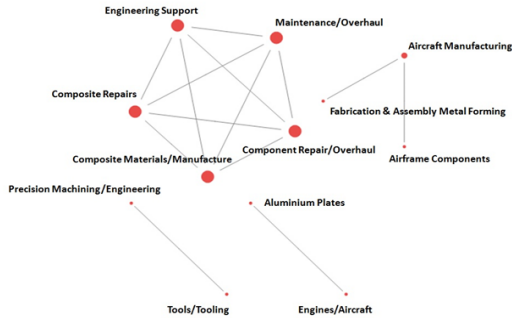 Engineering Support
Maintenance/Overhaul
Aircraft Manufacturing
Composite Repairs
Fabrication & Assembly Metal Forming
Component Repair/Overhaul
Composite Materials/Manufacture
Airframe Components
Precision Machining/Engineering
Aluminium Plates
Tools/Tooling
Engines/Aircraft